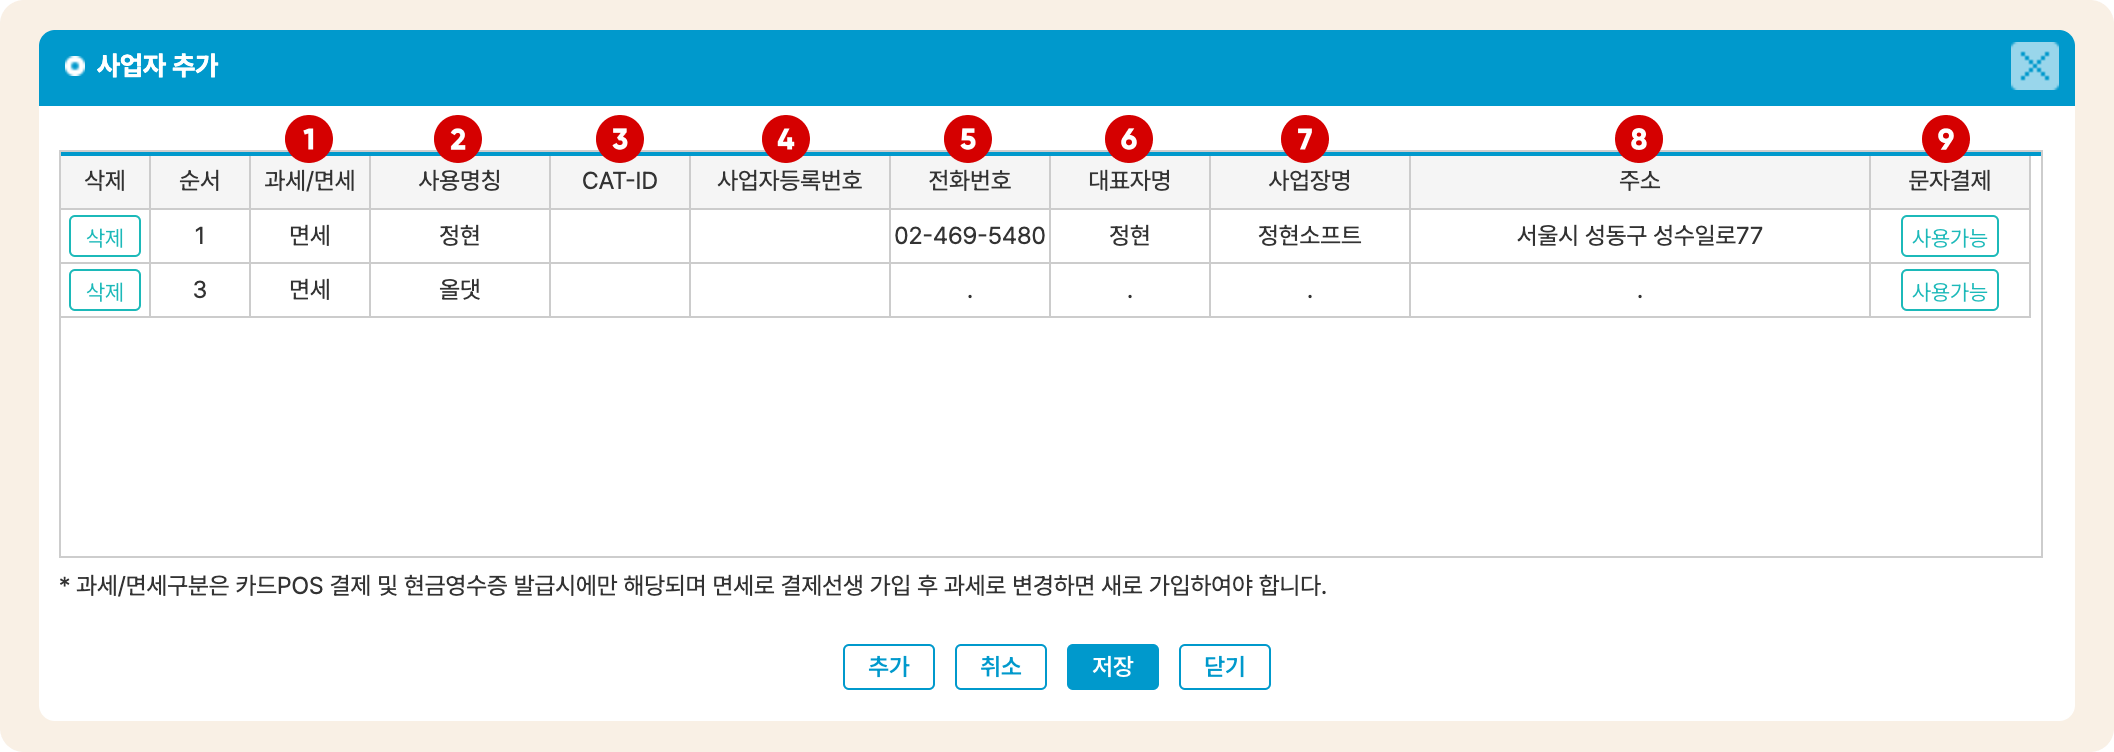 사업자 추가
1 2 3 4 5 6 7 8 9
삭제 순서 과세/면세 사용명칭 CAT-ID 사업자등록번호 전화번호 대표자명 사업장명 주소 문자결제
삭제 1 면세 정현 02-469-5480 정현 정현소프트 서울시 성동구 성수일로77 사용가능
삭제 3 면세 올댓 . . . . 사용가능
* 과세/면세구분은 카드POS 결제 및 현금영수증 발급시에만 해당되며 면세로 결제선생 가입 후 과세로 변경하면 새로 가입하여야 합니다.
추가 취소 저장 닫기